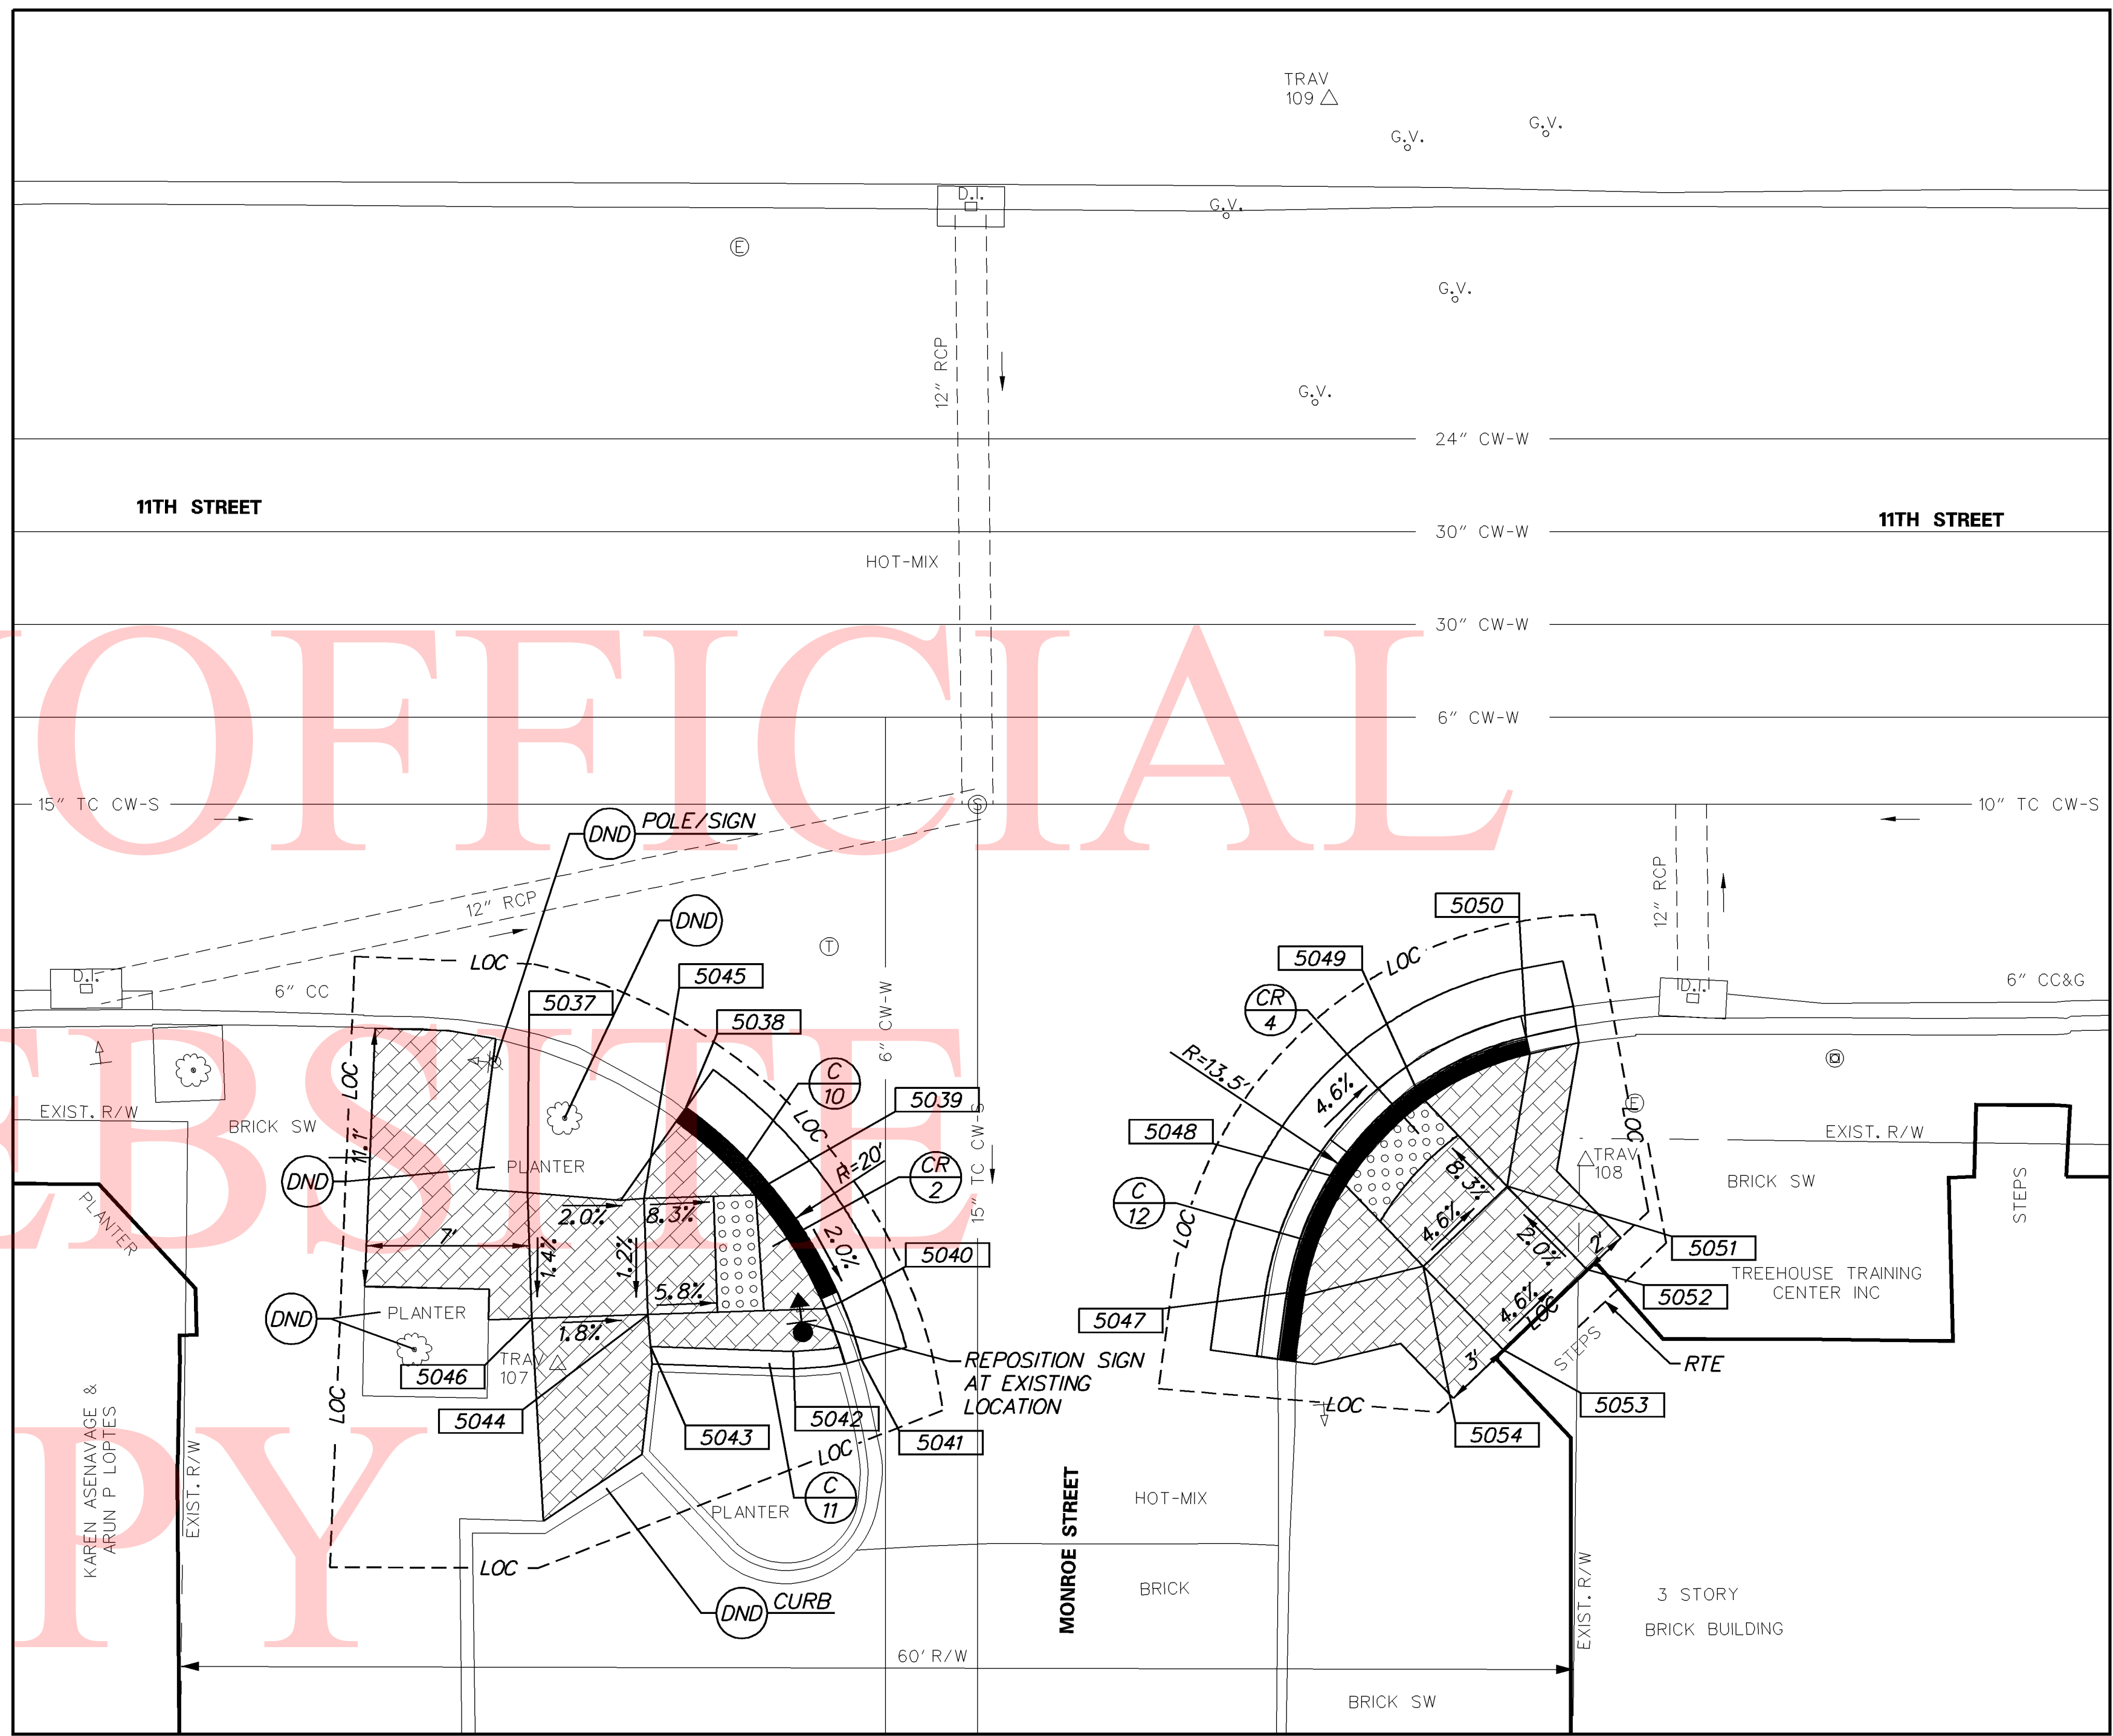 TRAV
109
G.V.
G.V.
D.I.
G.V.
E
G.V.
12" RCP
G.V.
24" CW-W
11TH STREET
11TH STREET
30" CW-W
HOT-MIX
30" CW-W
OFFICIAL
6" CW-W
15" TC CW-S
S
10" TC CW-S
DND
POLE/SIGN
12" RCP
12" RCP
DND
5050
T
LOC
5049
LOC
D.I.
6" CC
5045
5037
5038
6" CW-W
CR
4
D.I.
6" CC&G
EBSITE
R=13.5'
4.6%
LOC
C
10
5039
LOC
EXIST. R/W
BRICK SW
11.1'
15" TC CW-S
5048
E
LOC
EXIST. R/W
R=20'
CR
2
DND
PLANTER
TRAV
108
BRICK SW
STEPS
8.3%
C
12
PLANTER
2.0%
8.3%
4.6%
2.0%
LOC
7'
1.4%
1.2%
2.0%
5040
2'
5051
TREEHOUSE TRAINING
CENTER INC
5.8%
5052
DND
PLANTER
1.8%
5047
4.6%
LOC
STEPS
TRAV
107
5046
REPOSITION SIGN
AT EXISTING
LOCATION
3'
RTE
LOC
LOC
5053
5044
5043
5042
5041
5054
KAREN ASENAVAGE &
ARUN P LOPTES
EXIST. R/W
LOC
C
11
PLANTER
HOT-MIX
MONROE STREET
PY
LOC
BRICK
EXIST. R/W
3 STORY
BRICK BUILDING
DND
CURB
60' R/W
BRICK SW